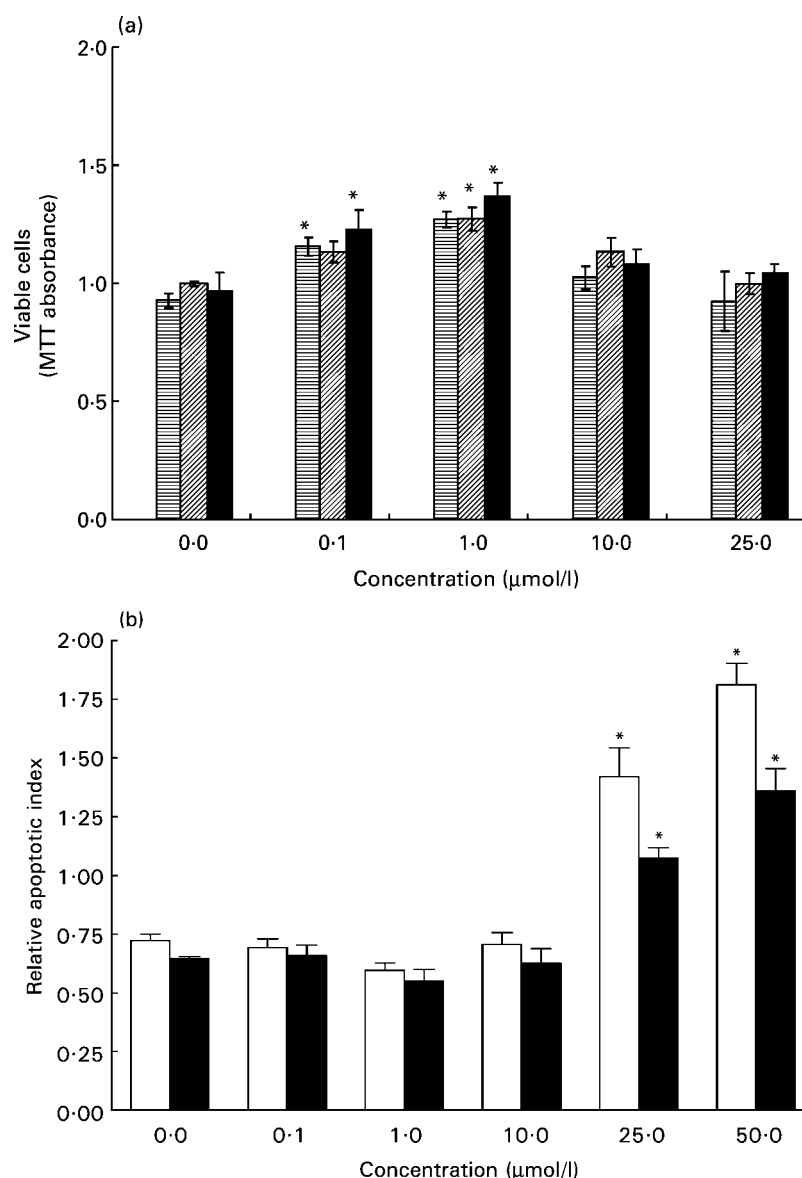 (a)
2·0
1·5
1·0
0·5
0·0
Viable cells
(MTT absorbance)
* * * * *
0·0 0·1 1·0 10·0 25·0
Concentration (μmol/l)
(b)
2·00
1·75
1·50
1·25
1·00
0·75
0·50
0·25
0·00
Relative apoptotic index
* * * *
0·0 0·1 1·0 10·0 25·0 50·0
Concentration (μmol/l)